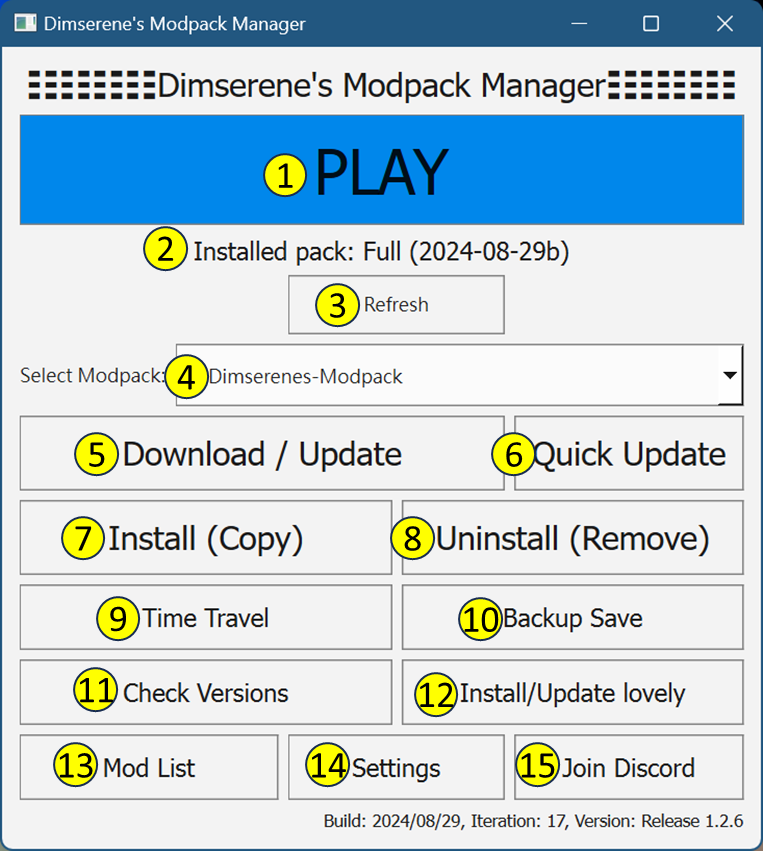 Dimserene's Modpack Manager
Dimserene's Modpack Manager
1 PLAY
2 Installed pack: Full (2024-08-29b)
3 Refresh
Select Modpack: 4 Dimserenes-Modpack
5 Download / Update 6 Quick Update
7 Install (Copy) 8 Uninstall (Remove)
9 Time Travel 10 Backup Save
11 Check Versions 12 Install/Update lovely
13 Mod List 14 Settings 15 Join Discord
Build: 2024/08/29, Iteration: 17, Version: Release 1.2.6